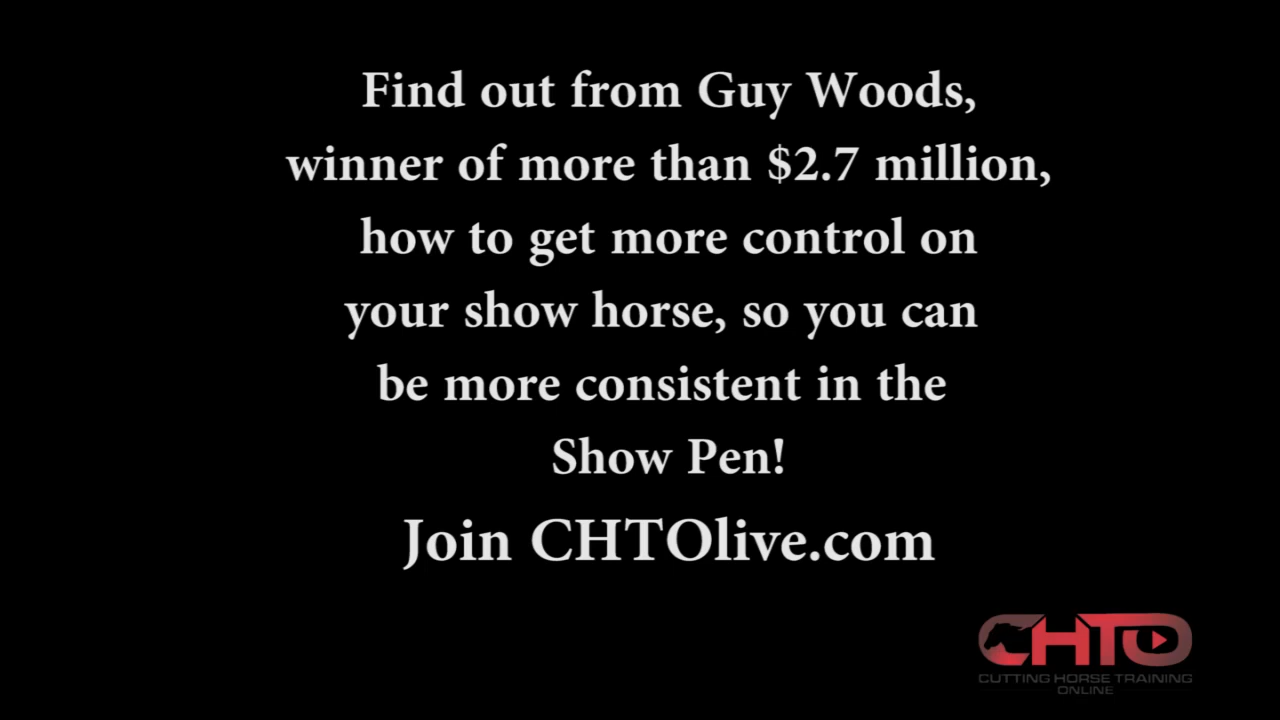 Find out from Guy Woods,
winner of more than $2.7 million,
how to get more control on
your show horse, so you can
be more consistent in the
Show Pen!
Join CHTOlive.com
CHTO
CUTTING HORSE TRAINING
ONLINE